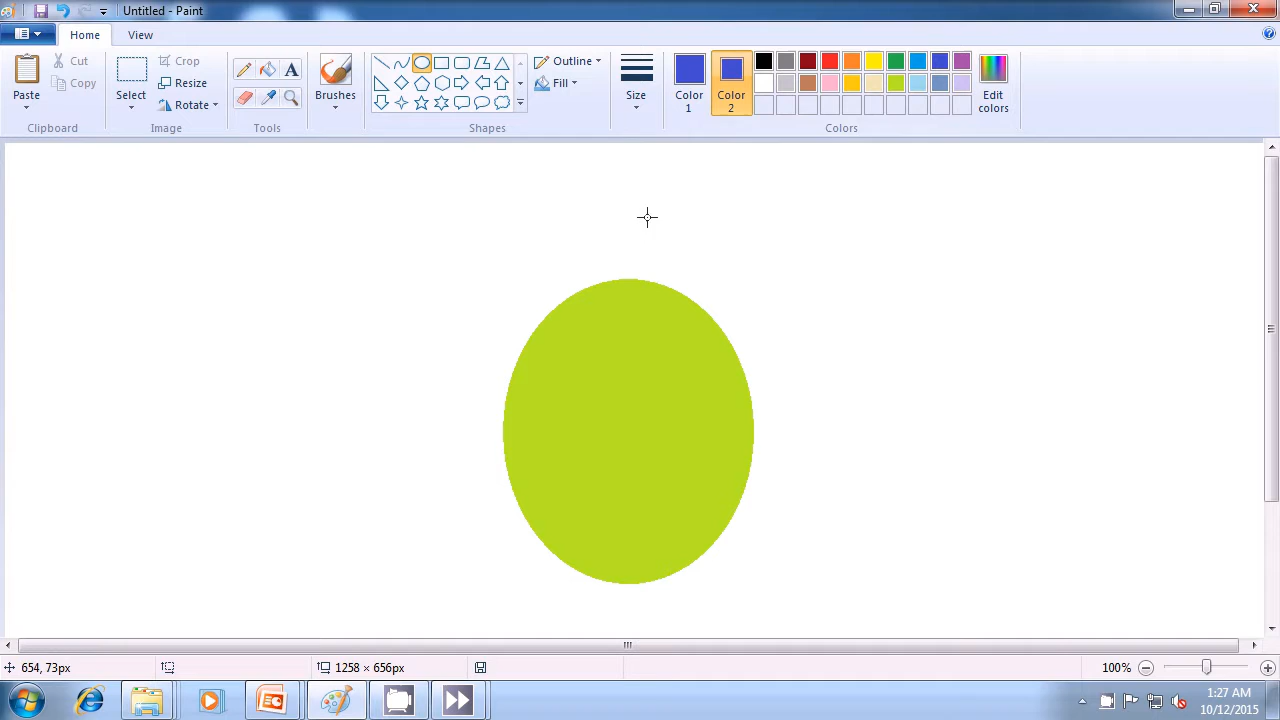 Untitled - Paint
Home View
Paste
Cut
Copy
Clipboard
Select
Crop
Resize
Rotate
Image
A
Tools
Brushes
Outline
Fill
Shapes
Size
Color 1
Color 2
Edit colors
Colors
654, 73px
1258 × 656px
100%
1:27 AM
10/12/2015